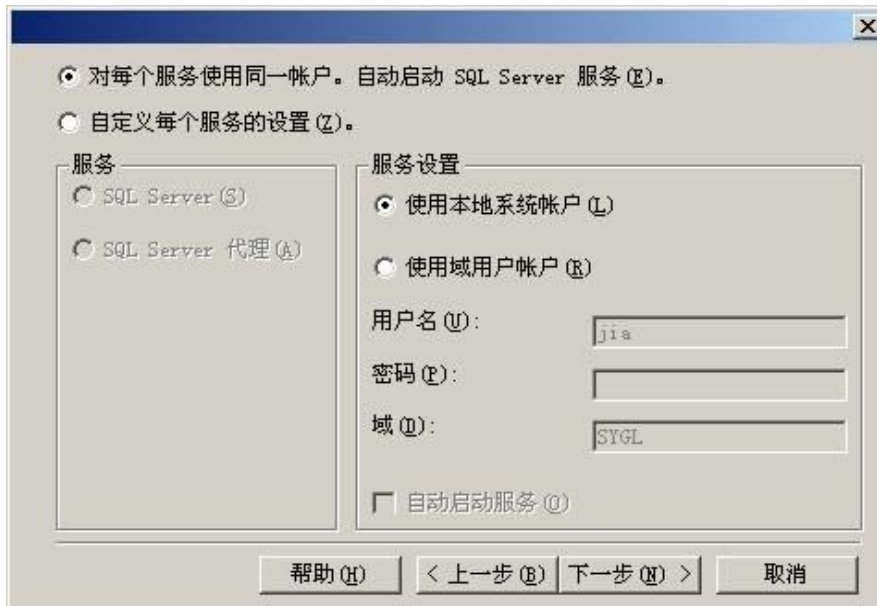 对每个服务使用同一帐户。自动启动 SQL Server 服务(E)。
自定义每个服务的设置(Z)。
服务
SQL Server(S)
SQL Server 代理(A)
服务设置
使用本地系统帐户(L)
使用域用户帐户(R)
用户名(U):
jia
密码(P):
域(D):
SYGL
自动启动服务(O)
帮助(H) < 上一步(B) 下一步(N) > 取消